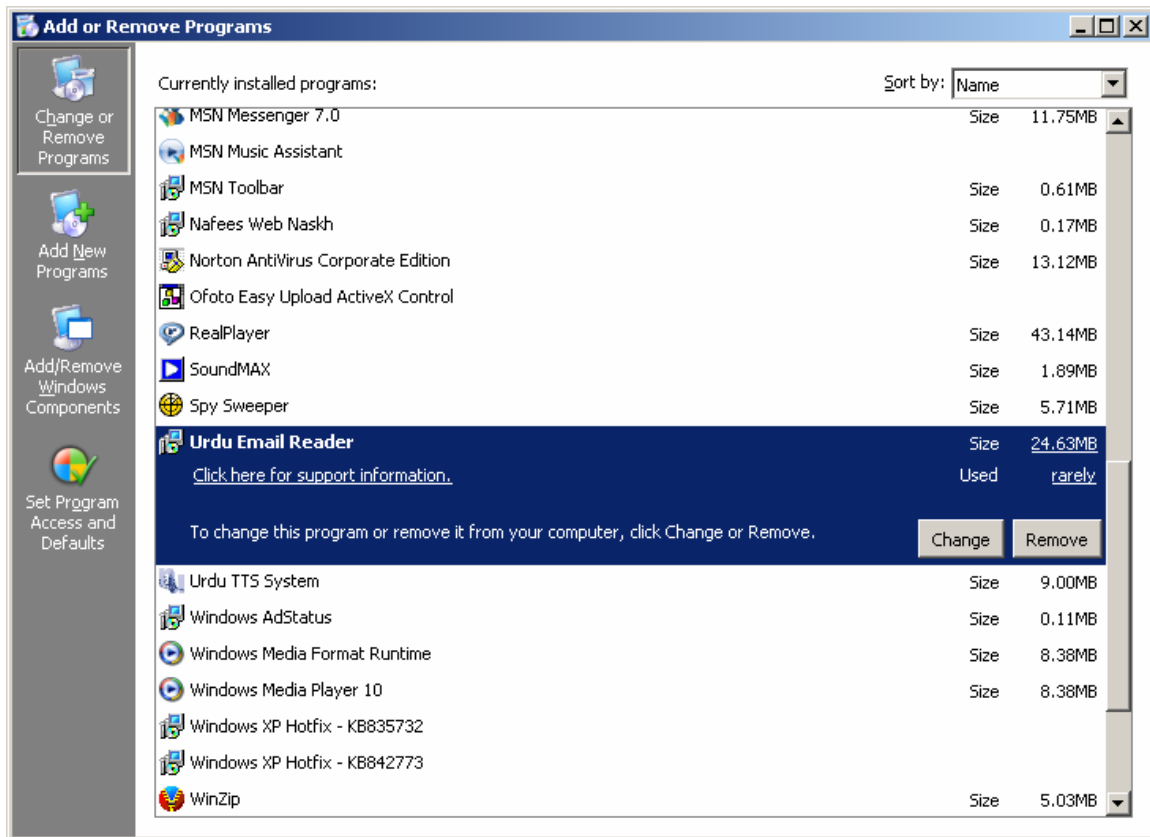 Add or Remove Programs
Change or
Remove
Programs
Add New
Programs
Add/Remove
Windows
Components
Set Program
Access and
Defaults
Currently installed programs: Sort by: Name
MSN Messenger 7.0 Size 11.75MB
MSN Music Assistant
MSN Toolbar Size 0.61MB
Nafees Web Naskh Size 0.17MB
Norton AntiVirus Corporate Edition Size 13.12MB
Ofoto Easy Upload ActiveX Control
RealPlayer Size 43.14MB
SoundMAX Size 1.89MB
Spy Sweeper Size 5.71MB
Urdu Email Reader Size 24.63MB
Click here for support information. Used rarely
To change this program or remove it from your computer, click Change or Remove. Change Remove
Urdu TTS System Size 9.00MB
Windows AdStatus Size 0.11MB
Windows Media Format Runtime Size 8.38MB
Windows Media Player 10 Size 8.38MB
Windows XP Hotfix - KB835732
Windows XP Hotfix - KB842773
WinZip Size 5.03MB